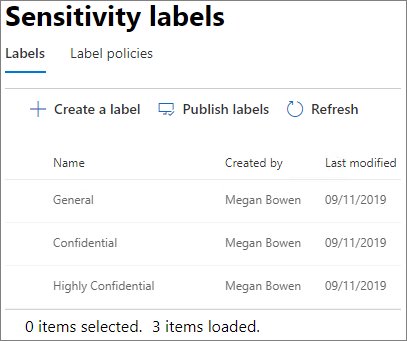 Sensitivity labels
Labels Label policies
Create a label Publish labels Refresh
Name Created by Last modified
General Megan Bowen 09/11/2019
Confidential Megan Bowen 09/11/2019
Highly Confidential Megan Bowen 09/11/2019
0 items selected. 3 items loaded.